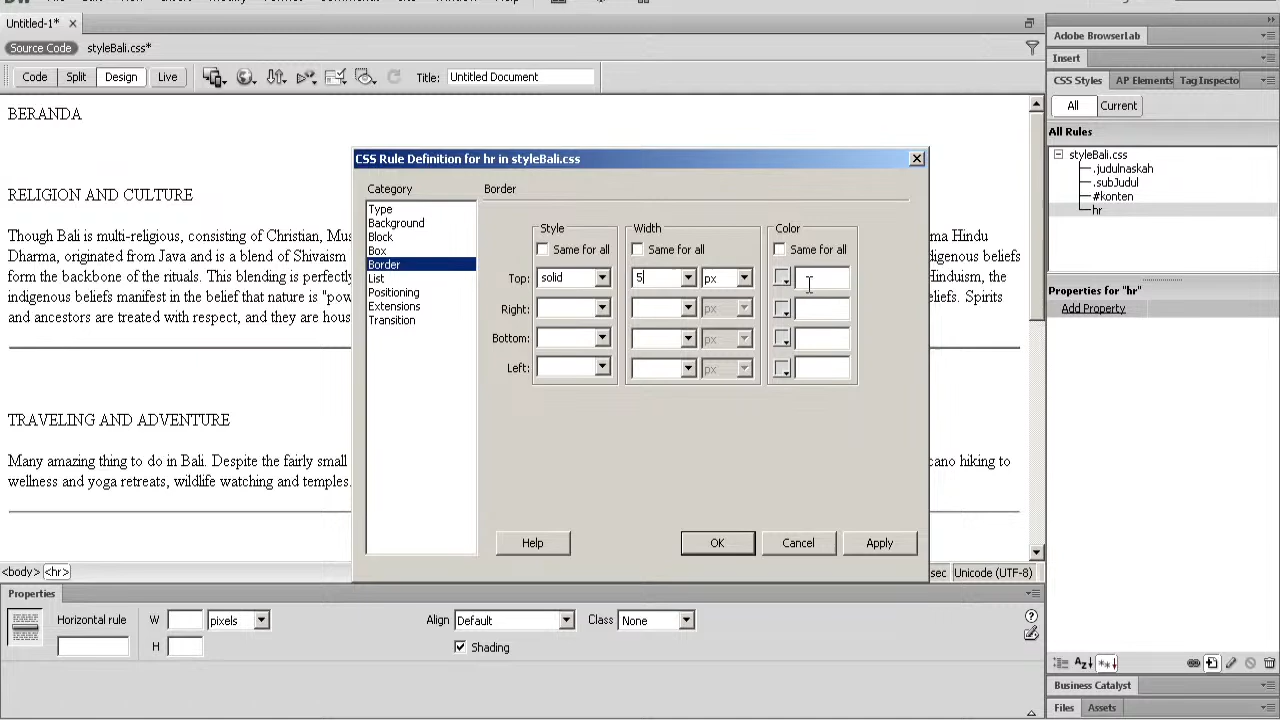 Untitled-1*
Source Code styleBali.css*
Code Split Design Live Title: Untitled Document
BERANDA
RELIGION AND CULTURE
Though Bali is multi-religious, consisting of Christian,
Dharma, originated from Java and is a blend of Shivaism
form the backbone of the rituals. This blending is perfectly
indigenous beliefs manifest in the belief that nature is "pow
and ancestors are treated with respect, and they are hous
ma Hindu
digenous beliefs
Hinduism, the
eliefs. Spirits
TRAVELING AND ADVENTURE
Many amazing thing to do in Bali. Despite the fairly small
wellness and yoga retreats, wildlife watching and temples.
cano hiking to
CSS Rule Definition for hr in styleBali.css
Category
Type
Background
Block
Box
Border
List
Positioning
Extensions
Transition
Border
Style Width Color
Same for all Same for all Same for all
Top: solid 5 px
Right: px
Bottom: px
Left: px
Help OK Cancel Apply
<body> <hr>
sec Unicode (UTF-8)
Properties
Horizontal rule W pixels Align Default Class None
H Shading
Adobe BrowserLab
Insert
CSS Styles AP Elements Tag Inspecto
All Current
All Rules
styleBali.css
.judulnaskah
.subJudul
#konten
hr
Properties for "hr"
Add Property
Business Catalyst
Files Assets